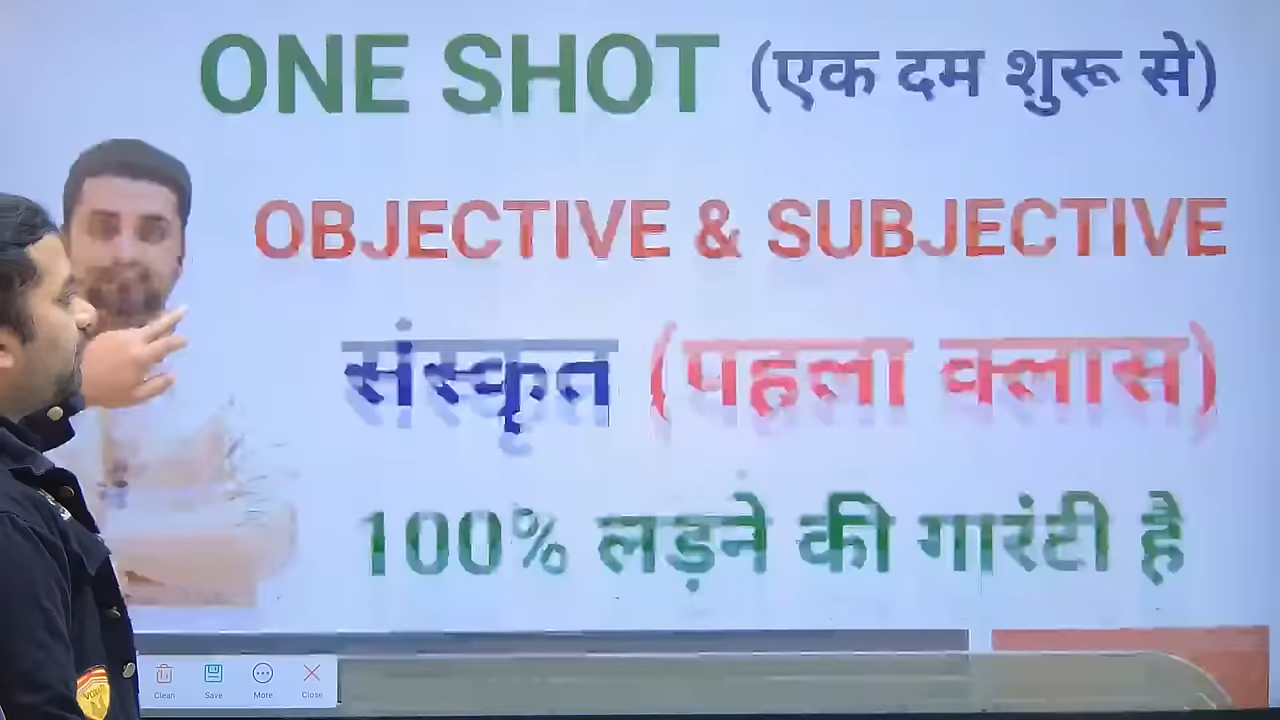 ONE SHOT (एक दम शुरू से)
OBJECTIVE & SUBJECTIVE
संस्कृत (पहला क्लास)
100% लड़ने की गारंटी है
Clean Save More Close